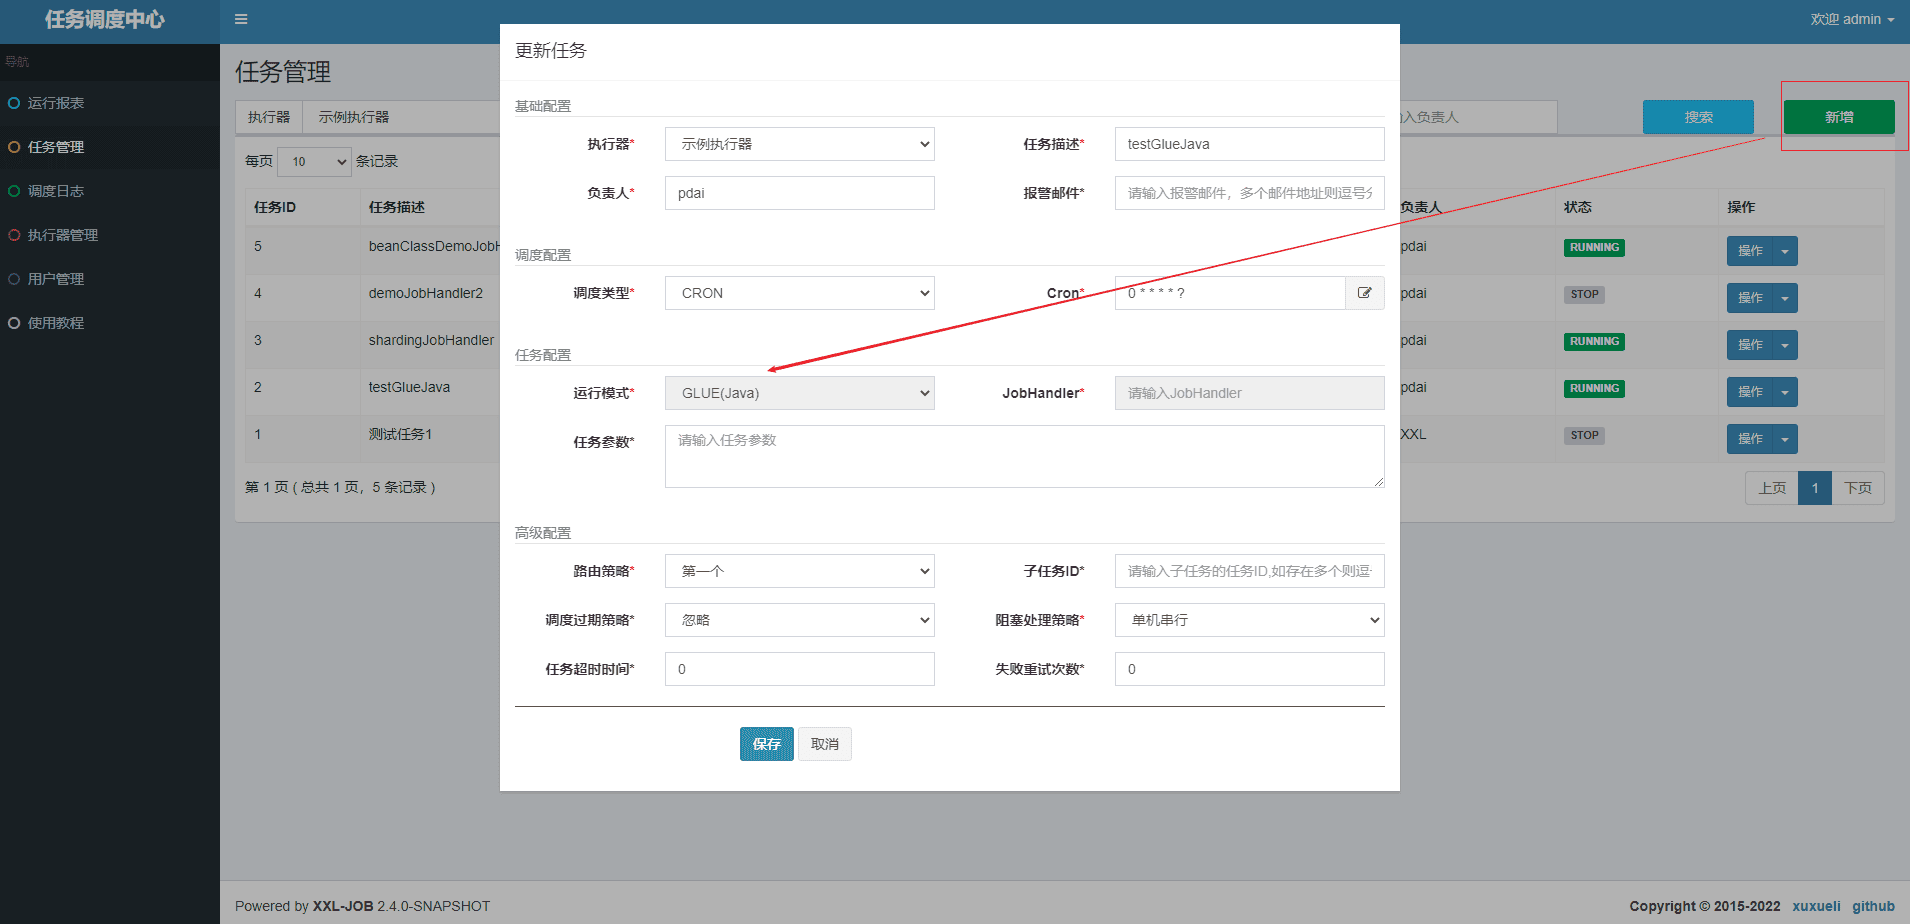 任务调度中心
欢迎 admin
导航
运行报表
任务管理
调度日志
执行器管理
用户管理
使用教程
任务管理
执行器 示例执行器
入负责人
搜索
新增
每页 10 条记录
任务ID 任务描述 负责人 状态 操作
5 beanClassDemoJobH pdai RUNNING 操作
4 demoJobHandler2 pdai STOP 操作
3 shardingJobHandler pdai RUNNING 操作
2 testGlueJava pdai RUNNING 操作
1 测试任务1 XXL STOP 操作
第 1 页 ( 总共 1 页，5 条记录 )
上页 1 下页
更新任务
基础配置
执行器* 示例执行器 任务描述* testGlueJava
负责人* pdai 报警邮件* 请输入报警邮件，多个邮件地址则逗号分
调度配置
调度类型* CRON Cron* 0 * * * * ?
任务配置
运行模式* GLUE(Java) JobHandler* 请输入JobHandler
任务参数* 请输入任务参数
高级配置
路由策略* 第一个 子任务ID* 请输入子任务的任务ID,如存在多个则逗
调度过期策略* 忽略 阻塞处理策略* 单机串行
任务超时时间* 0 失败重试次数* 0
保存 取消
Powered by XXL-JOB 2.4.0-SNAPSHOT
Copyright © 2015-2022 xuxueli github